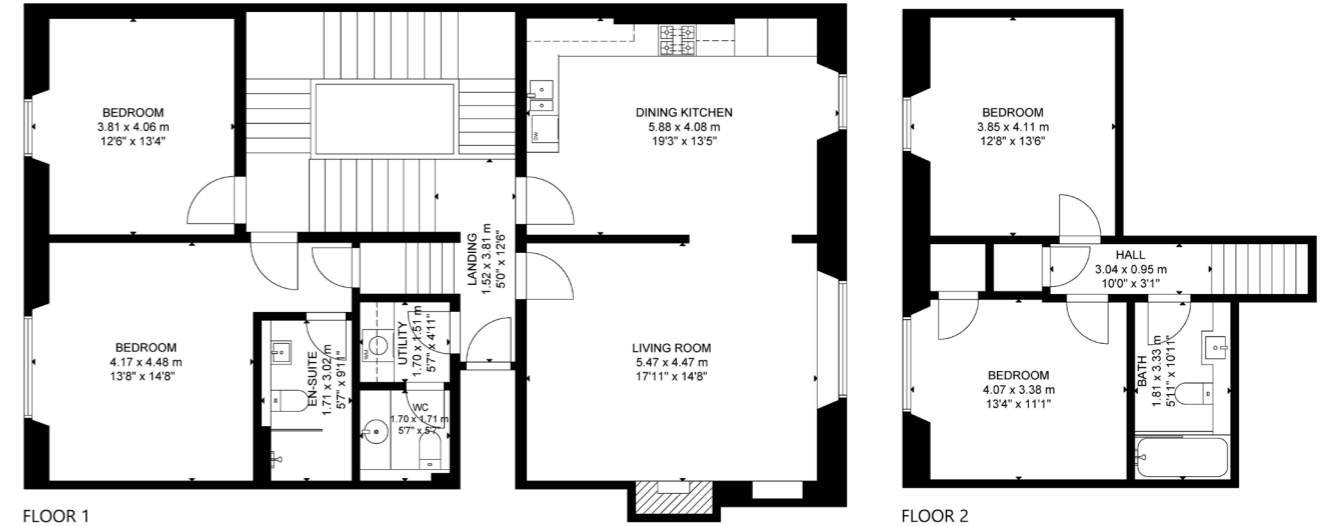 BEDROOM
3.81 x 4.06 m
12'6" x 13'4"
DINING KITCHEN
5.88 x 4.08 m
19'3" x 13'5"
DW
LANDING
1.52 x 3.81 m
5'0" x 12'6"
BEDROOM
4.17 x 4.48 m
13'8" x 14'8"
EN-SUITE
1.71 x 3.02 m
5'7" x 9'11"
UTILITY
1.70 x 1.51 m
5'7" x 4'11"
WM
WC
1.70 x 1.71 m
5'7" x 5'7"
LIVING ROOM
5.47 x 4.47 m
17'11" x 14'8"
FLOOR 1
BEDROOM
3.85 x 4.11 m
12'8" x 13'6"
HALL
3.04 x 0.95 m
10'0" x 3'1"
BEDROOM
4.07 x 3.38 m
13'4" x 11'1"
BATH
1.81 x 3.33 m
5'11" x 10'11"
FLOOR 2